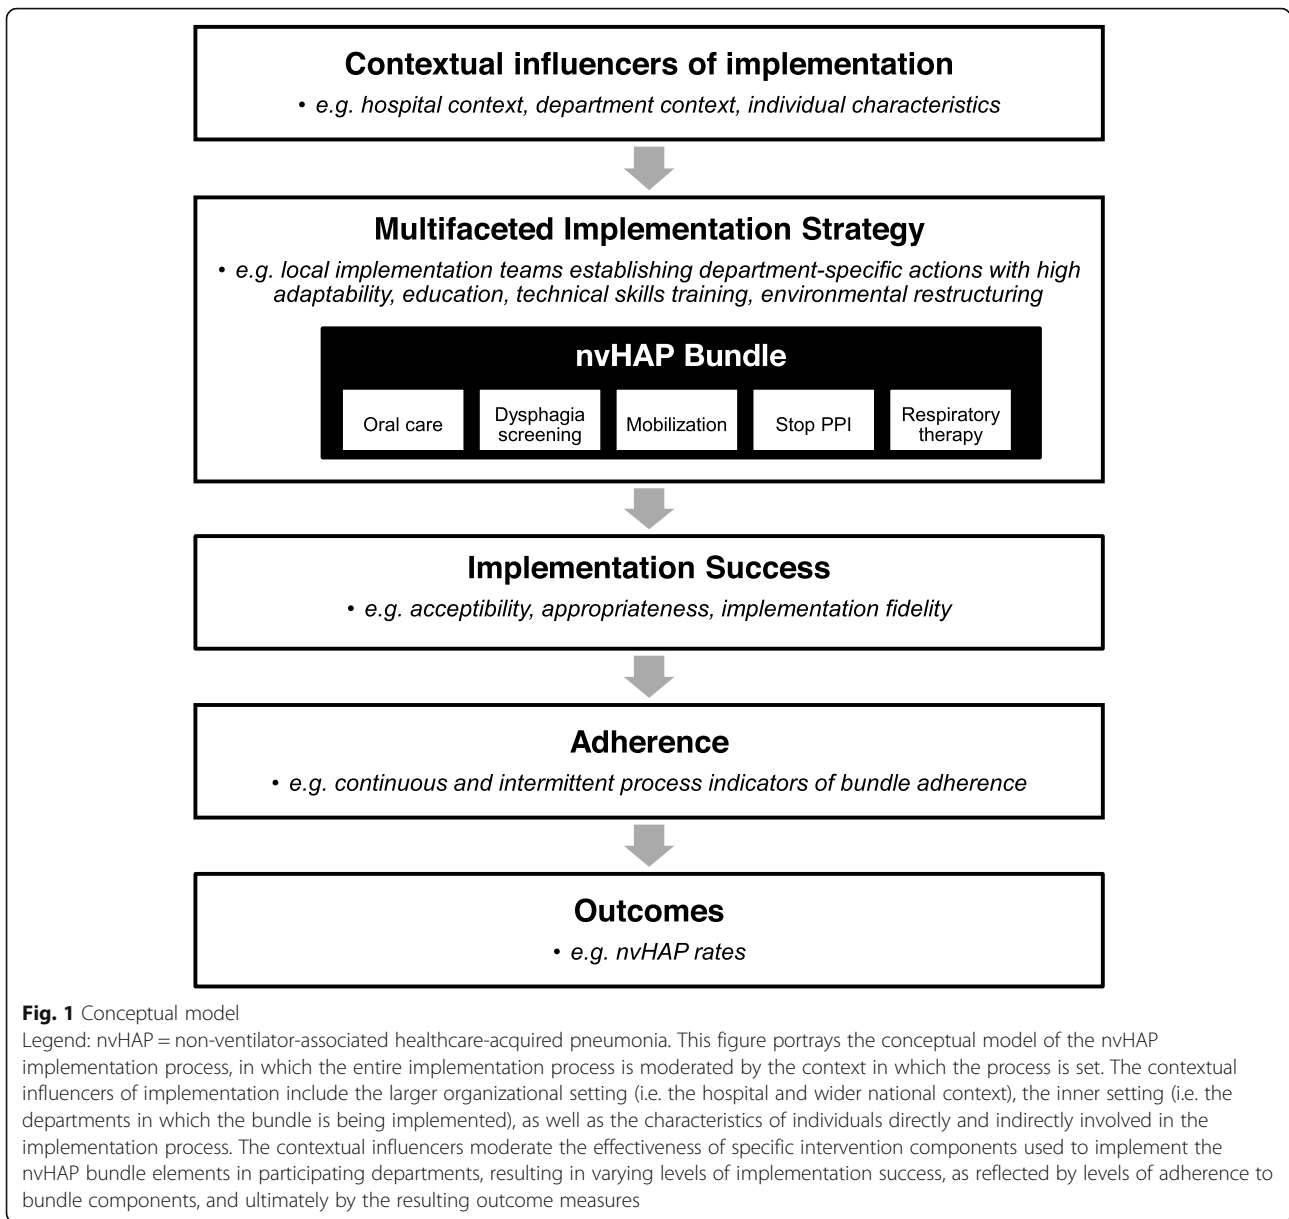 Contextual influencers of implementation
• e.g. hospital context, department context, individual characteristics
Multifaceted Implementation Strategy
• e.g. local implementation teams establishing department-specific actions with high
adaptability, education, technical skills training, environmental restructuring
nvHAP Bundle
Oral care
Dysphagia
screening
Mobilization
Stop PPI
Respiratory
therapy
Implementation Success
• e.g. acceptibility, appropriateness, implementation fidelity
Adherence
• e.g. continuous and intermittent process indicators of bundle adherence
Outcomes
• e.g. nvHAP rates
Fig. 1 Conceptual model
Legend: nvHAP = non-ventilator-associated healthcare-acquired pneumonia. This figure portrays the conceptual model of the nvHAP
implementation process, in which the entire implementation process is moderated by the context in which the process is set. The contextual
influencers of implementation include the larger organizational setting (i.e. the hospital and wider national context), the inner setting (i.e. the
departments in which the bundle is being implemented), as well as the characteristics of individuals directly and indirectly involved in the
implementation process. The contextual influencers moderate the effectiveness of specific intervention components used to implement the
nvHAP bundle elements in participating departments, resulting in varying levels of implementation success, as reflected by levels of adherence to
bundle components, and ultimately by the resulting outcome measures